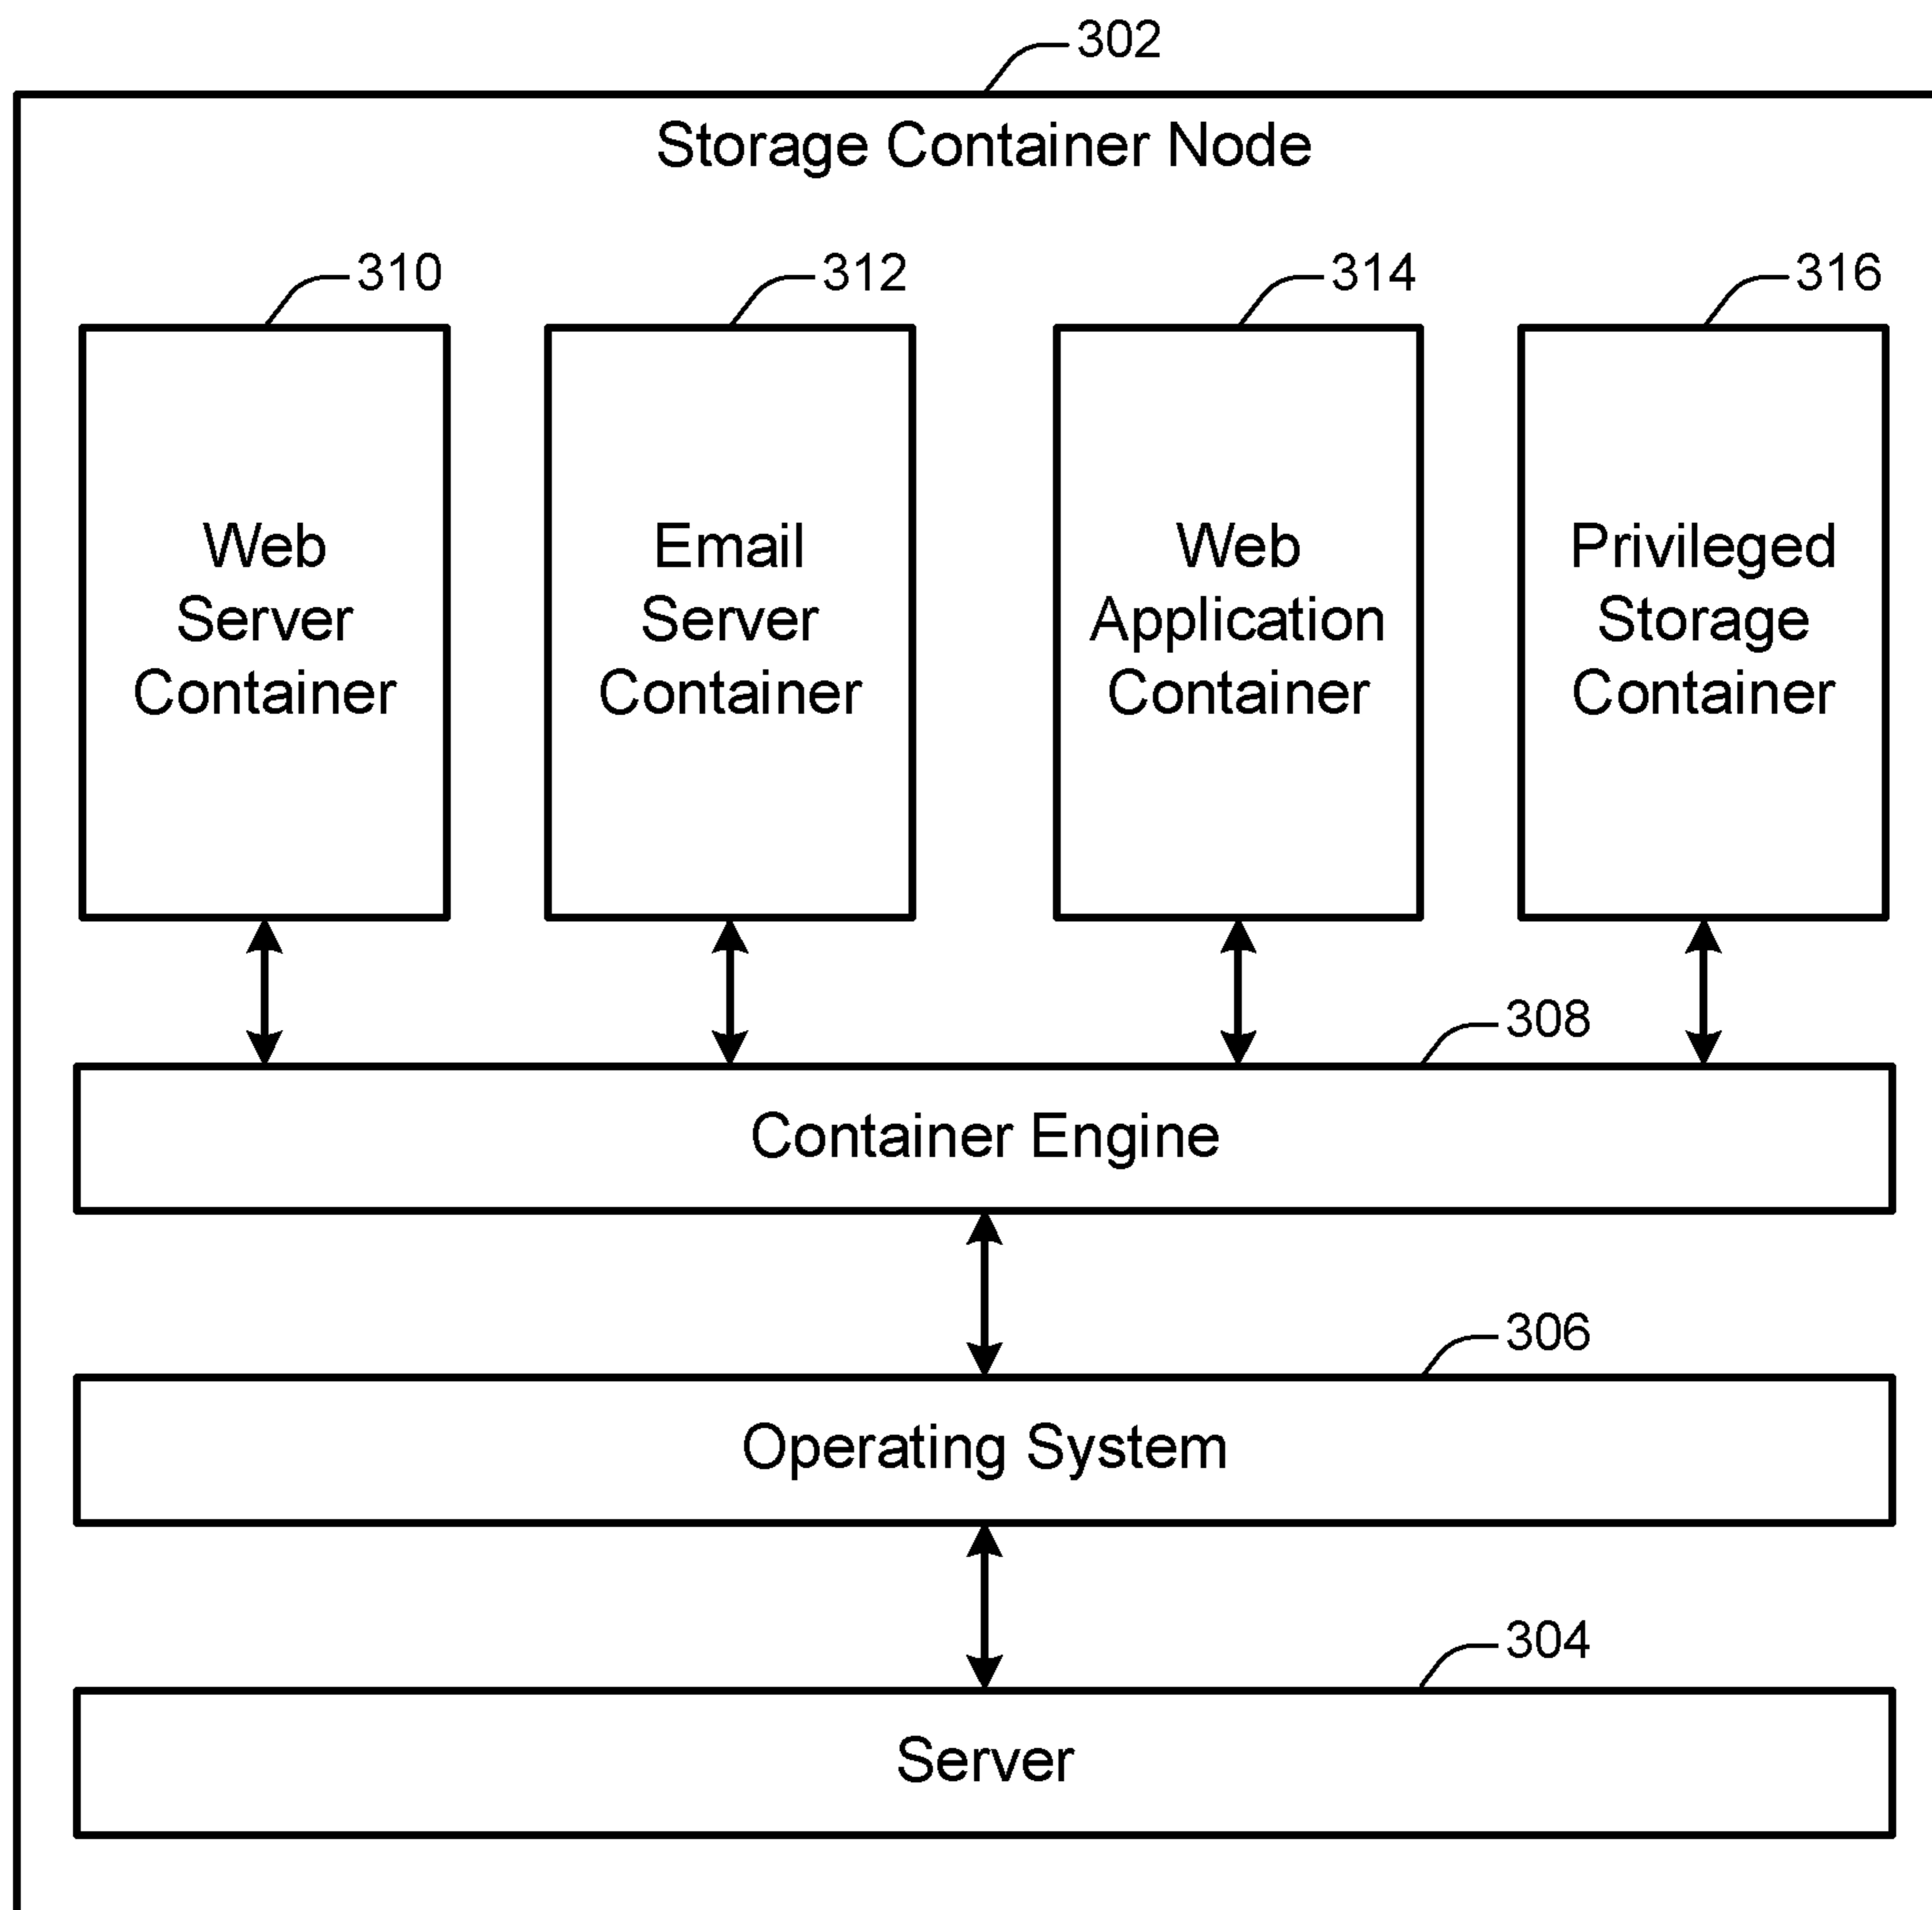 302
Storage Container Node
310
312
314
316
Web
Server
Container
Email
Server
Container
Web
Application
Container
Privileged
Storage
Container
308
Container Engine
306
Operating System
304
Server